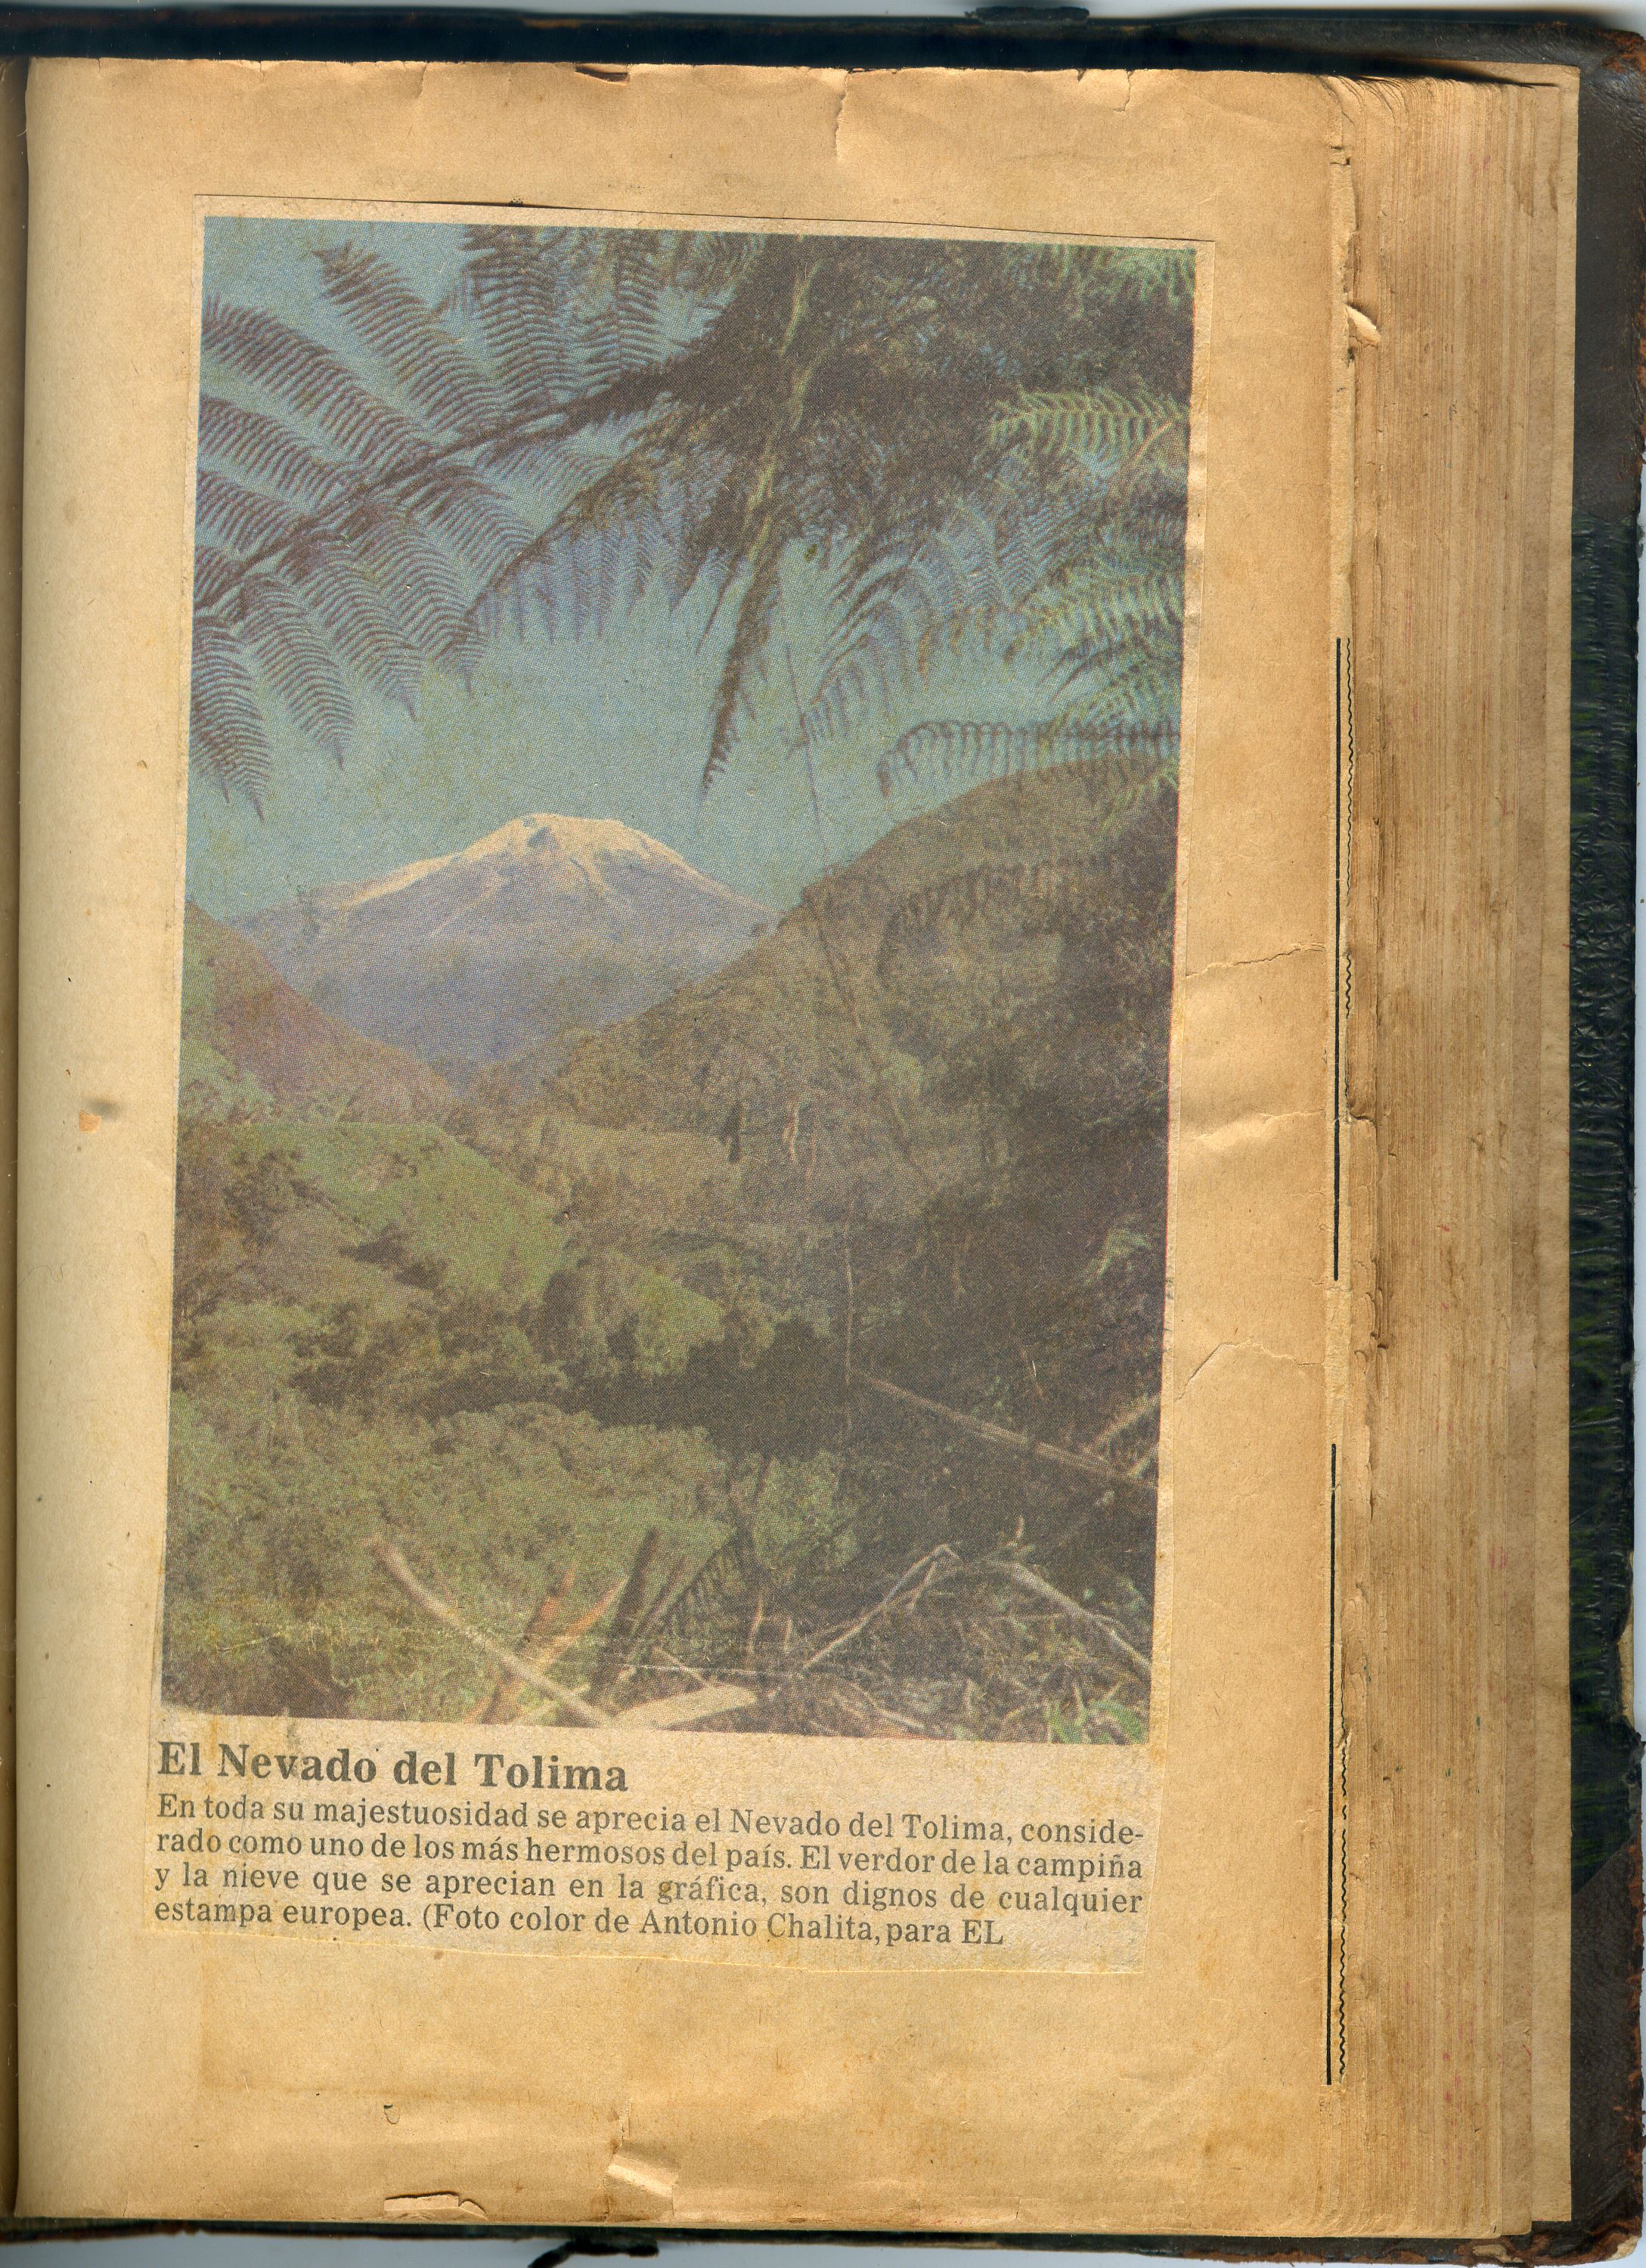 El Nevado del Tolima
En toda su majestuosidad se aprecia el Nevado del Tolima, conside-
rado como uno de los más hermosos del país. El verdor de la campiña
y la nieve que se aprecian en la gráfica, son dignos de cualquier
estampa europea. (Foto color de Antonio Chalita, para EL